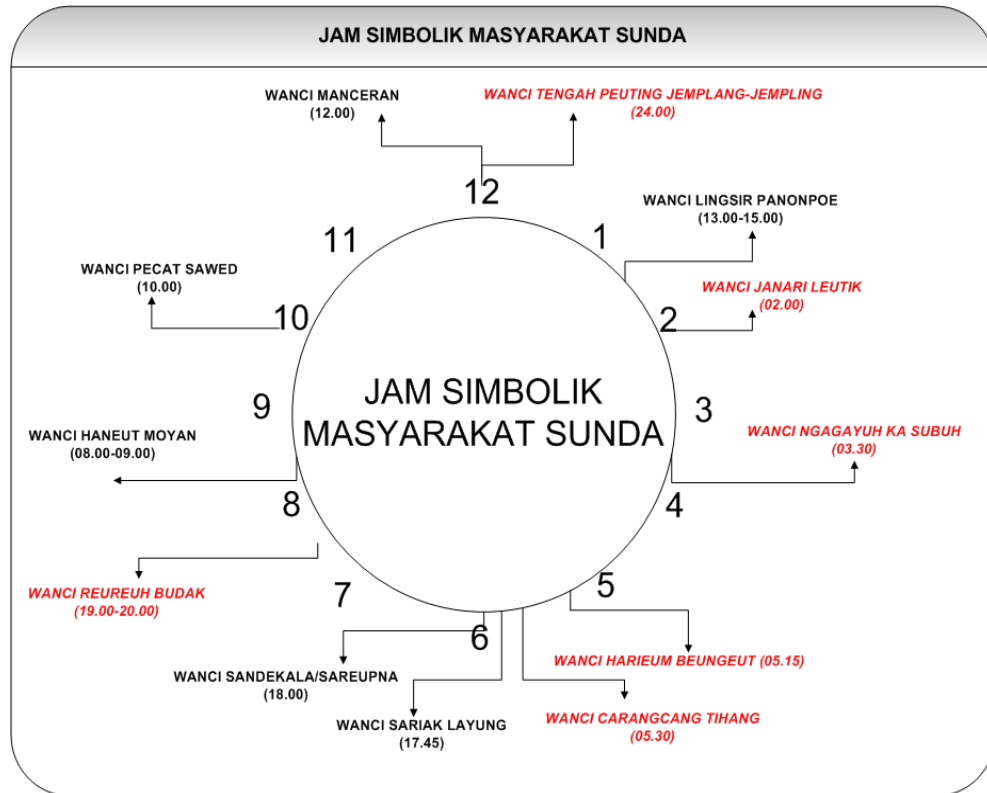 JAM SIMBOLIK MASYARAKAT SUNDA
WANCI MANCERAN
(12.00)
WANCI TENGAH PEUTING JEMPLANG-JEMPLING
(24.00)
12
WANCI LINGSIR PANONPOE
(13.00-15.00)
11
1
WANCI PECAT SAWED
(10.00)
WANCI JANARI LEUTIK
(02.00)
10
2
JAM SIMBOLIK
MASYARAKAT SUNDA
9
3
WANCI HANEUT MOYAN
(08.00-09.00)
WANCI NGAGAYUH KA SUBUH
(03.30)
8
4
WANCI REUREUH BUDAK
(19.00-20.00)
7
5
6
WANCI SANDEKALA/SAREUPNA
(18.00)
WANCI HARIEUM BEUNGEUT (05.15)
WANCI SARIAK LAYUNG
(17.45)
WANCI CARANGCANG TIHANG
(05.30)